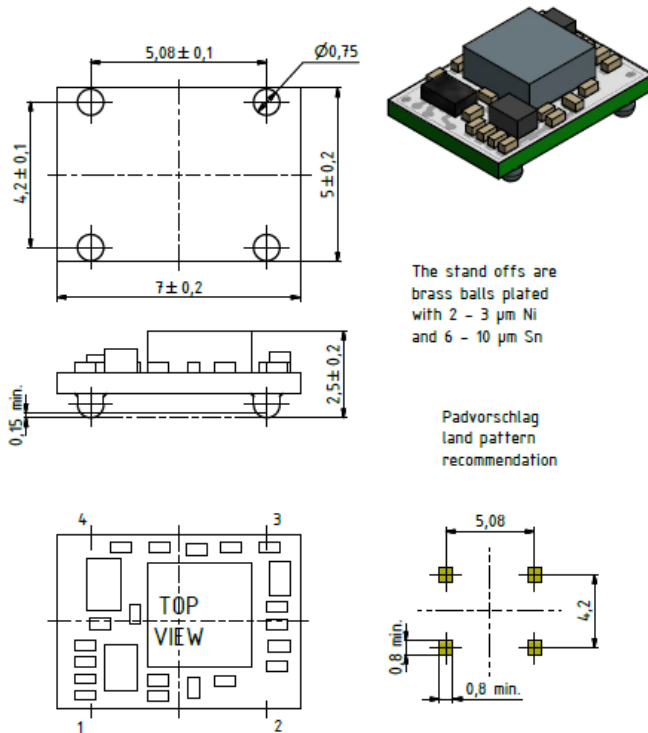 5,08 ± 0,1
Ø0,75
4,2 ± 0,1
5 ± 0,2
7 ± 0,2
The stand offs are
brass balls plated
with 2 - 3 µm Ni
and 6 - 10 µm Sn
2,5 ± 0,2
0,15 min.
Padvorschlag
land pattern
recommendation
4
3
TOP
VIEW
1
2
5,08
4,2
0,8 min.
0,8 min.